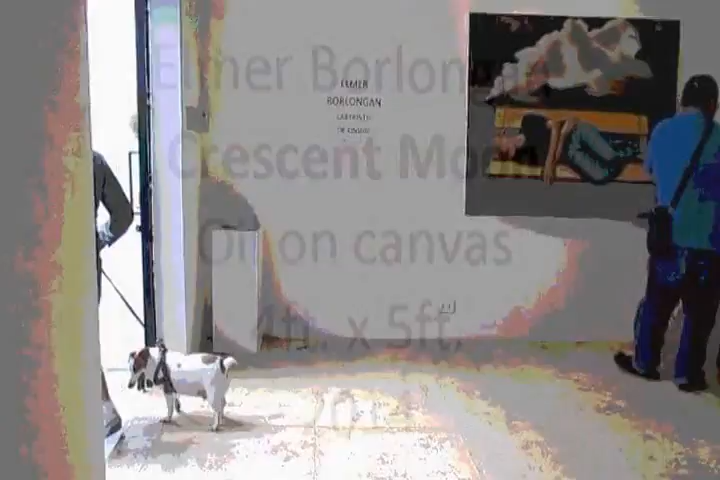 Elmer Borlongan
Crescent Moon
Oil on canvas
4ft. x 5ft.
ELMER
BORLONGAN